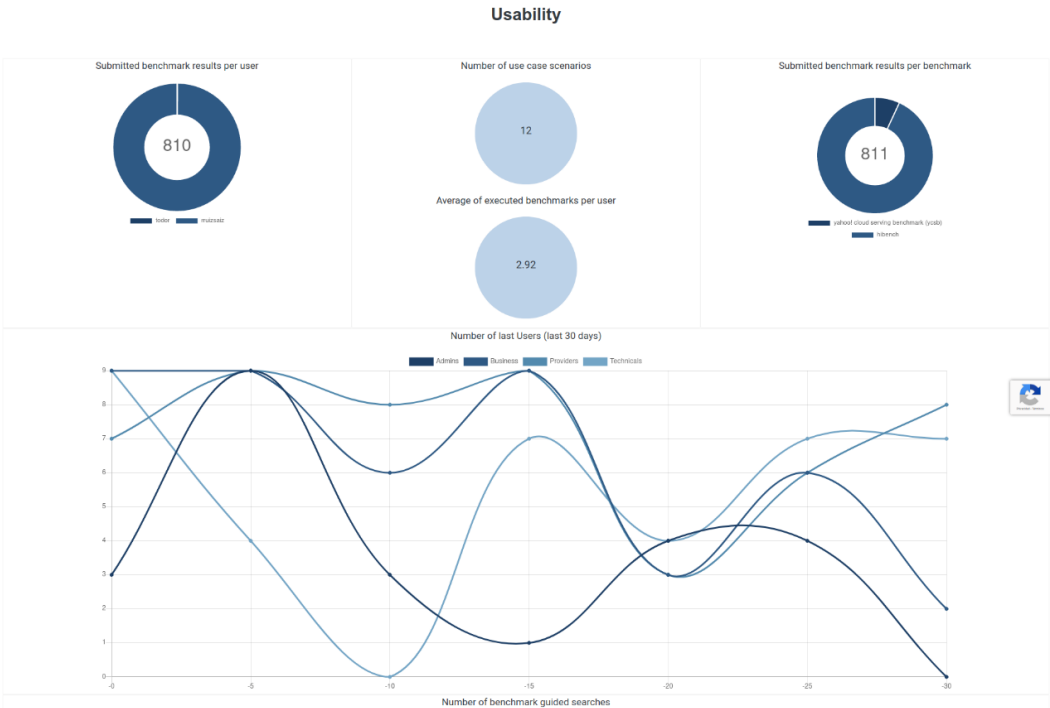 Usability
Submitted benchmark results per user
810
todor muizsaiz
Number of use case scenarios
12
Average of executed benchmarks per user
2.92
Submitted benchmark results per benchmark
811
yahoo! cloud serving benchmark (ycsb)
hibench
Number of last Users (last 30 days)
Admins Business Providers Technicals
9
8
7
6
5
4
3
2
1
0
-0 -5 -10 -15 -20 -25 -30
Number of benchmark guided searches